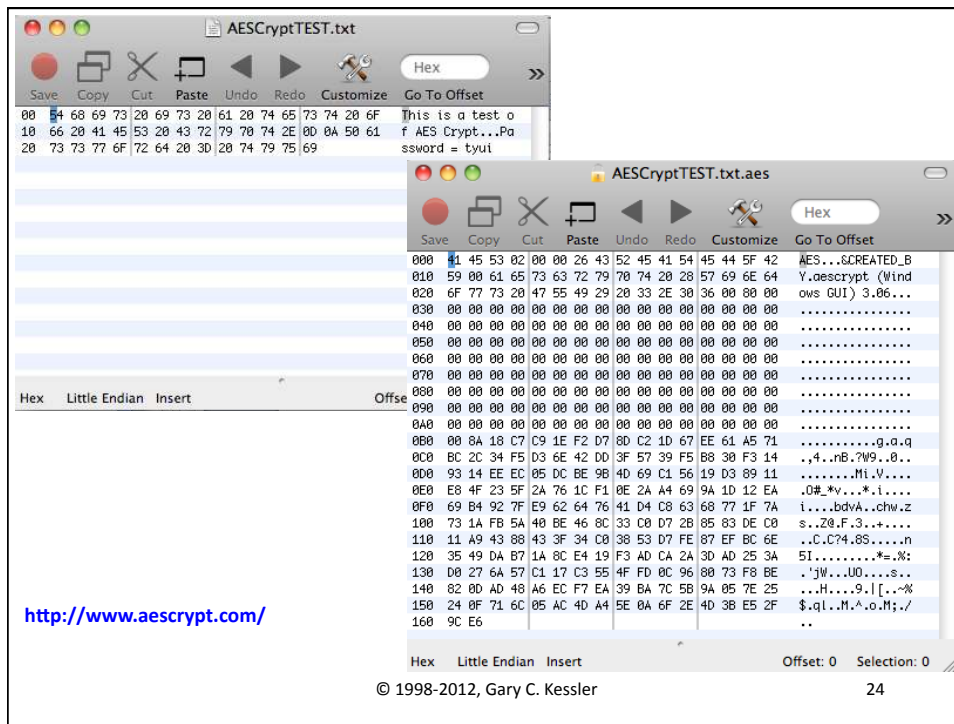 AESCryptTEST.txt
Save Copy Cut Paste Undo Redo Customize Go To Offset
Hex
»
00 54 68 69 73 20 69 73 20 61 20 74 65 73 74 20 6F This is a test o
10 66 20 41 45 53 20 43 72 79 70 74 2E 0D 0A 50 61 f AES Crypt...Pa
20 73 73 77 6F 72 64 20 3D 20 74 79 75 69 ssword = tyui
Hex Little Endian Insert Offse
AESCryptTEST.txt.aes
Hex
»
Save Copy Cut Paste Undo Redo Customize Go To Offset
000 41 45 53 02 00 00 26 43 52 45 41 54 45 44 5F 42 AES...&CREATED_B
010 59 00 61 65 73 63 72 79 70 74 20 28 57 69 6E 64 Y.aescrypt (Wind
020 6F 77 73 20 47 55 49 29 20 33 2E 30 36 00 80 00 ows GUI) 3.06...
030 00 00 00 00 00 00 00 00 00 00 00 00 00 00 00 00 ................
040 00 00 00 00 00 00 00 00 00 00 00 00 00 00 00 00 ................
050 00 00 00 00 00 00 00 00 00 00 00 00 00 00 00 00 ................
060 00 00 00 00 00 00 00 00 00 00 00 00 00 00 00 00 ................
070 00 00 00 00 00 00 00 00 00 00 00 00 00 00 00 00 ................
080 00 00 00 00 00 00 00 00 00 00 00 00 00 00 00 00 ................
090 00 00 00 00 00 00 00 00 00 00 00 00 00 00 00 00 ................
0A0 00 00 00 00 00 00 00 00 00 00 00 00 00 00 00 00 ................
0B0 00 8A 18 C7 C9 1E F2 D7 8D C2 1D 67 EE 61 A5 71 ...........g.a.q
0C0 BC 2C 34 F5 D3 6E 42 DD 3F 57 39 F5 B8 30 F3 14 .,4..nB.?W9..0..
0D0 93 14 EE EC 05 DC BE 9B 4D 69 C1 56 19 D3 89 11 ........Mi.V....
0E0 E8 4F 23 5F 2A 76 1C F1 0E 2A A4 69 9A 1D 12 EA .O#_*v...*.i....
0F0 69 B4 92 7F E9 62 64 76 41 D4 C8 63 68 77 1F 7A i....bdvA..chw.z
100 73 1A FB 5A 40 BE 46 8C 33 C0 D7 2B 85 83 DE C0 s..Z@.F.3..+....
110 11 A9 43 88 43 3F 34 C0 38 53 D7 FE 87 EF BC 6E ..C.C?4.8S.....n
120 35 49 DA B7 1A 8C E4 19 F3 AD CA 2A 3D AD 25 3A 5I.........*=.%:
130 D0 27 6A 57 C1 17 C3 55 4F FD 0C 96 80 73 F8 BE .'jW...UO....s..
140 82 0D AD 48 A6 EC F7 EA 39 BA 7C 5B 9A 05 7E 25 ...H....9.|[..~%
150 24 0F 71 6C 05 AC 4D A4 5E 0A 6F 2E 4D 3B E5 2F $.ql..M.^.o.M;./
160 9C E6 ..
Hex Little Endian Insert Offset: 0 Selection: 0
http://www.aescrypt.com/
© 1998-2012, Gary C. Kessler 24